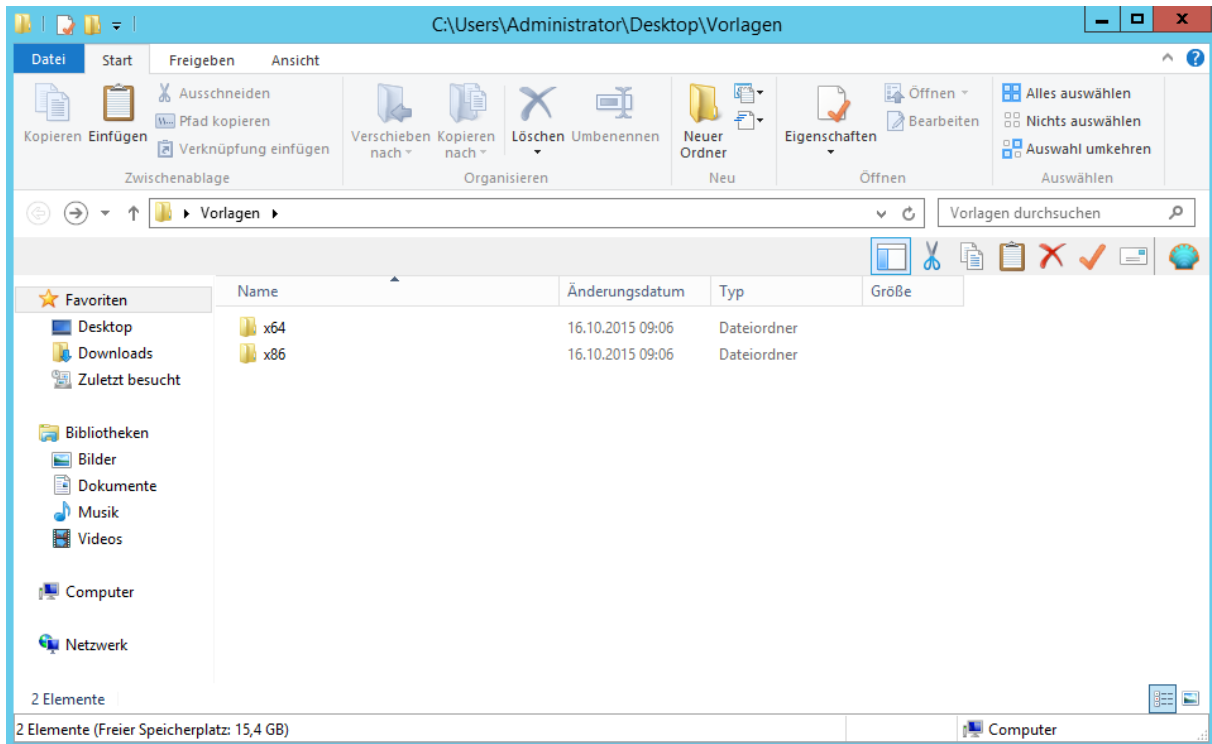 C:\Users\Administrator\Desktop\Vorlagen
Datei Start Freigeben Ansicht
Kopieren
Einfügen
Ausschneiden
Pfad kopieren
Verknüpfung einfügen
Zwischenablage
Verschieben nach
Kopieren nach
Löschen
Umbenennen
Organisieren
Neuer Ordner
Neu
Eigenschaften
Öffnen
Bearbeiten
Öffnen
Alles auswählen
Nichts auswählen
Auswahl umkehren
Auswählen
Vorlagen
Vorlagen durchsuchen
Favoriten
Desktop
Downloads
Zuletzt besucht
Bibliotheken
Bilder
Dokumente
Musik
Videos
Computer
Netzwerk
Name Änderungsdatum Typ Größe
x64 16.10.2015 09:06 Dateiordner
x86 16.10.2015 09:06 Dateiordner
2 Elemente
2 Elemente (Freier Speicherplatz: 15,4 GB) Computer